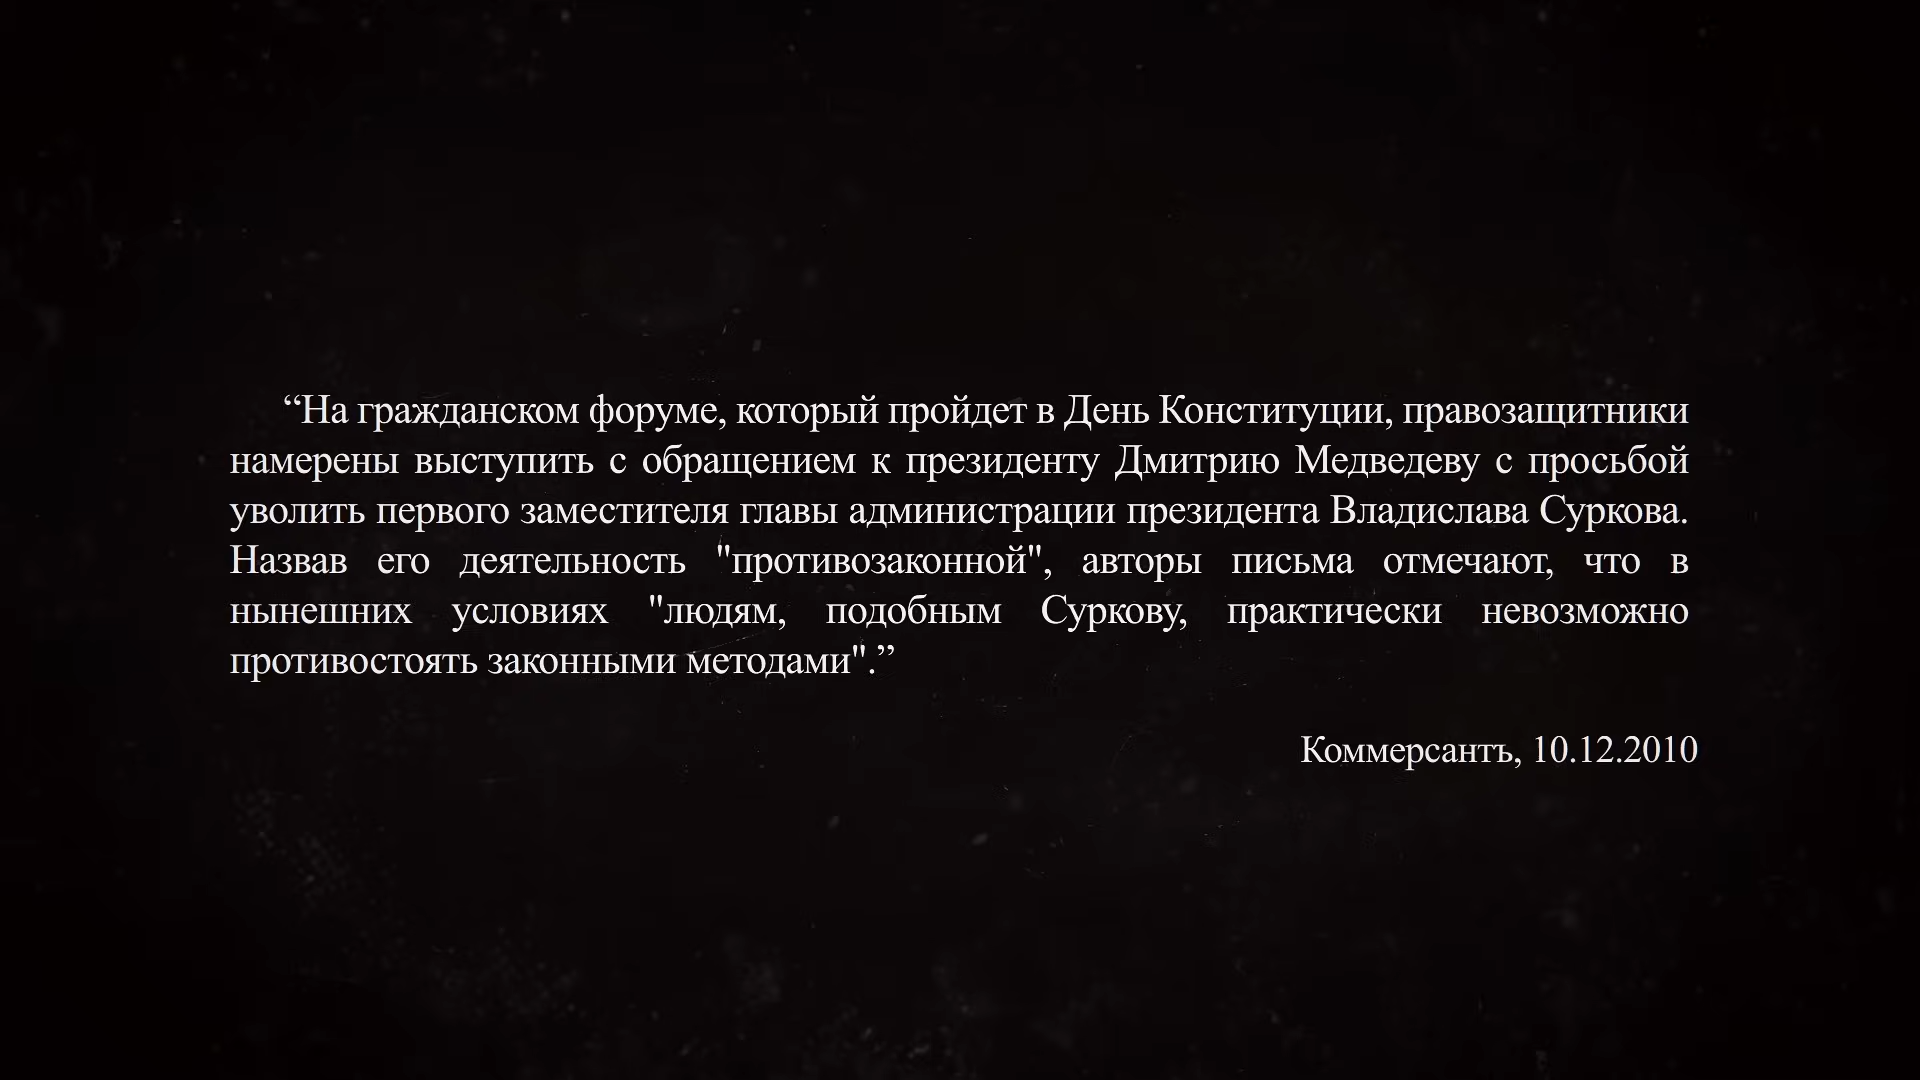 “На гражданском форуме, который пройдет в День Конституции, правозащитники
намерены выступить с обращением к президенту Дмитрию Медведеву с просьбой
уволить первого заместителя главы администрации президента Владислава Суркова.
Назвав его деятельность "противозаконной", авторы письма отмечают, что в
нынешних условиях "людям, подобным Суркову, практически невозможно
противостоять законными методами".”
Коммерсантъ, 10.12.2010